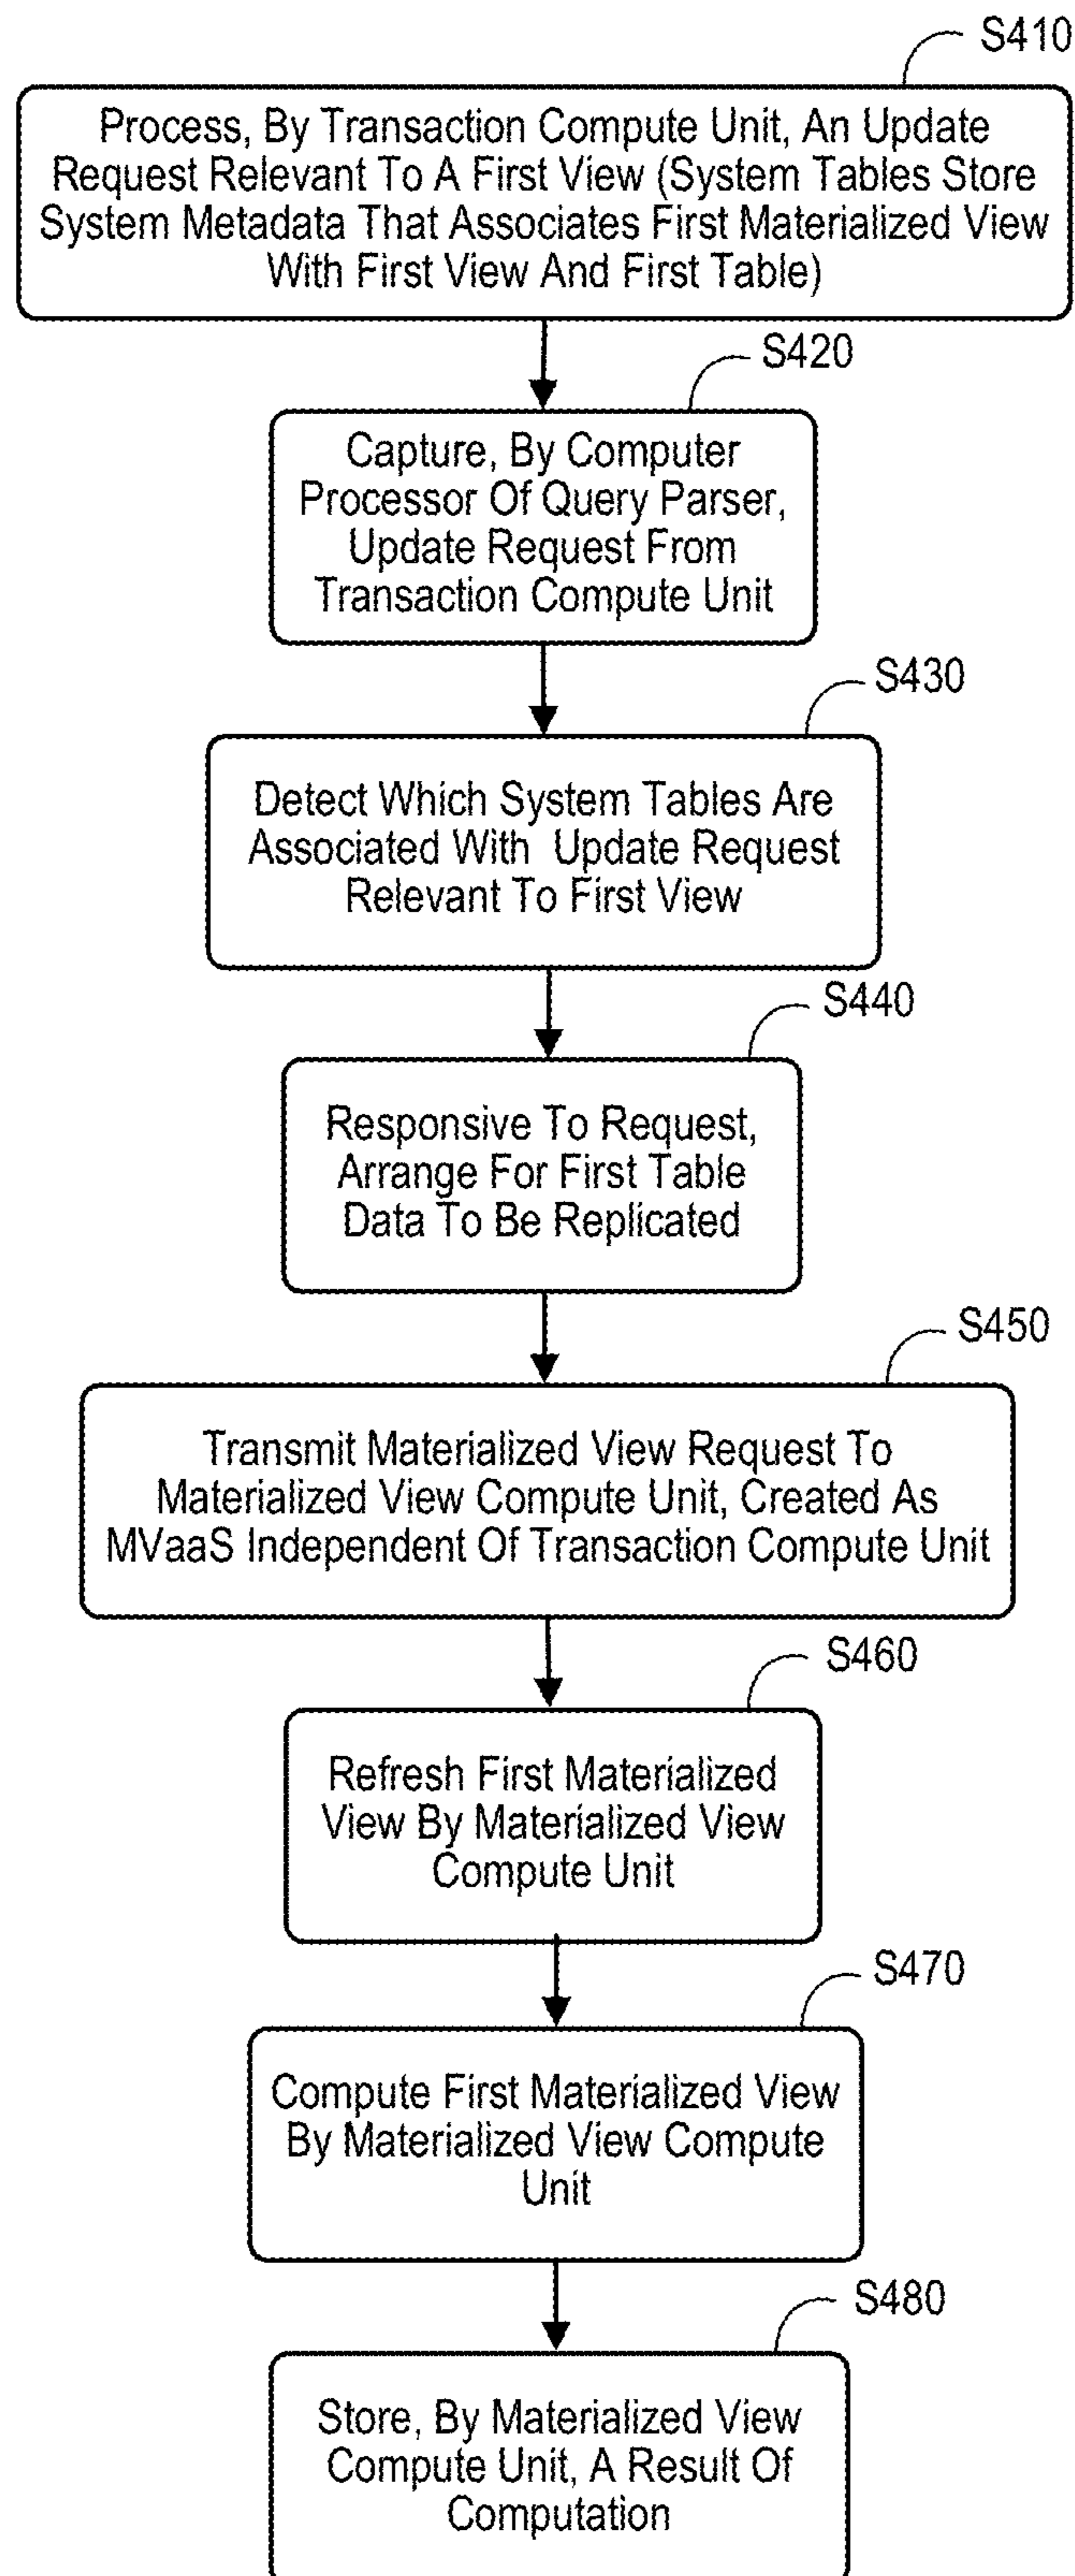 S410
Process, By Transaction Compute Unit, An Update
Request Relevant To A First View (System Tables Store
System Metadata That Associates First Materialized View
With First View And First Table)
S420
Capture, By Computer
Processor Of Query Parser,
Update Request From
Transaction Compute Unit
S430
Detect Which System Tables Are
Associated With Update Request
Relevant To First View
S440
Responsive To Request,
Arrange For First Table
Data To Be Replicated
S450
Transmit Materialized View Request To
Materialized View Compute Unit, Created As
MVaaS Independent Of Transaction Compute Unit
S460
Refresh First Materialized
View By Materialized View
Compute Unit
S470
Compute First Materialized View
By Materialized View Compute
Unit
S480
Store, By Materialized View
Compute Unit, A Result Of
Computation